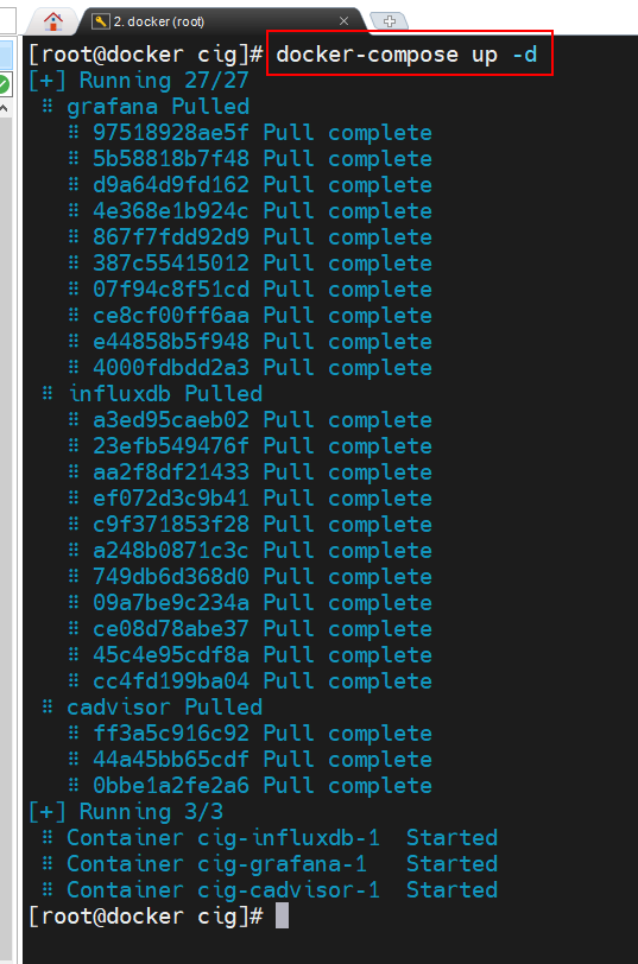 2. docker (root)
[root@docker cig]# docker-compose up -d
[+] Running 27/27
⠿ grafana Pulled
⠿ 97518928ae5f Pull complete
⠿ 5b58818b7f48 Pull complete
⠿ d9a64d9fd162 Pull complete
⠿ 4e368e1b924c Pull complete
⠿ 867f7fdd92d9 Pull complete
⠿ 387c55415012 Pull complete
⠿ 07f94c8f51cd Pull complete
⠿ ce8cf00ff6aa Pull complete
⠿ e44858b5f948 Pull complete
⠿ 4000fdbdd2a3 Pull complete
⠿ influxdb Pulled
⠿ a3ed95caeb02 Pull complete
⠿ 23efb549476f Pull complete
⠿ aa2f8df21433 Pull complete
⠿ ef072d3c9b41 Pull complete
⠿ c9f371853f28 Pull complete
⠿ a248b0871c3c Pull complete
⠿ 749db6d368d0 Pull complete
⠿ 09a7be9c234a Pull complete
⠿ ce08d78abe37 Pull complete
⠿ 45c4e95cdf8a Pull complete
⠿ cc4fd199ba04 Pull complete
⠿ cadvisor Pulled
⠿ ff3a5c916c92 Pull complete
⠿ 44a45bb65cdf Pull complete
⠿ 0bbe1a2fe2a6 Pull complete
[+] Running 3/3
⠿ Container cig-influxdb-1 Started
⠿ Container cig-grafana-1 Started
⠿ Container cig-cadvisor-1 Started
[root@docker cig]#